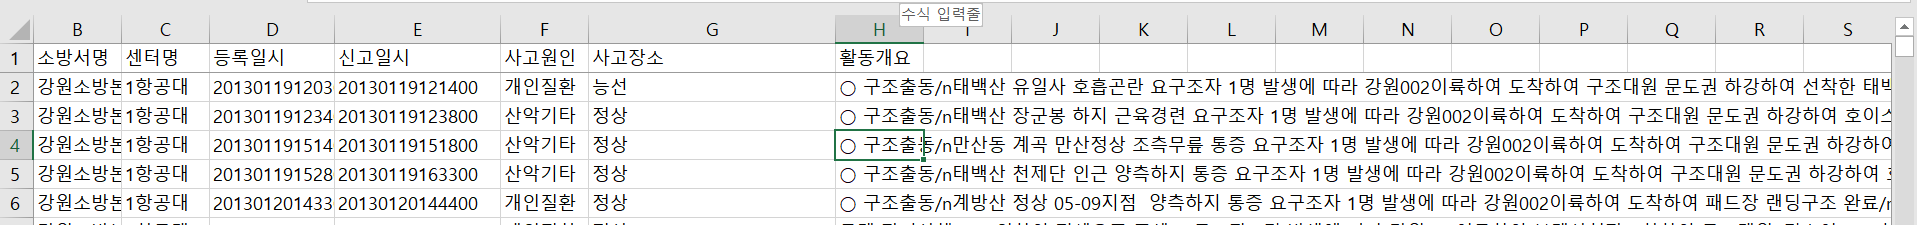 수식 입력줄
B C D E F G H I J K L M N O P Q R S
1 소방서명 센터명 등록일시 신고일시 사고원인 사고장소 활동개요
2 강원소방본 1항공대 201301191203 20130119121400 개인질환 능선 ○ 구조출동/n태백산 유일사 호흡곤란 요구조자 1명 발생에 따라 강원002이륙하여 도착하여 구조대원 문도권 하강하여 선착한 태백
3 강원소방본 1항공대 201301191234 20130119123800 산악기타 정상 ○ 구조출동/n태백산 장군봉 하지 근육경련 요구조자 1명 발생에 따라 강원002이륙하여 도착하여 구조대원 문도권 하강하여 호이스
4 강원소방본 1항공대 201301191514 20130119151800 산악기타 정상 ○ 구조출동/n만산동 계곡 만산정상 조측무릎 통증 요구조자 1명 발생에 따라 강원002이륙하여 도착하여 구조대원 문도권 하강하여
5 강원소방본 1항공대 201301191528 20130119163300 산악기타 정상 ○ 구조출동/n태백산 천제단 인근 양측하지 통증 요구조자 1명 발생에 따라 강원002이륙하여 도착하여 구조대원 문도권 하강하여
6 강원소방본 1항공대 201301201433 20130120144400 개인질환 정상 ○ 구조출동/n계방산 정상 05-09지점 양측하지 통증 요구조자 1명 발생에 따라 강원002이륙하여 도착하여 패드장 랜딩구조 완료/n